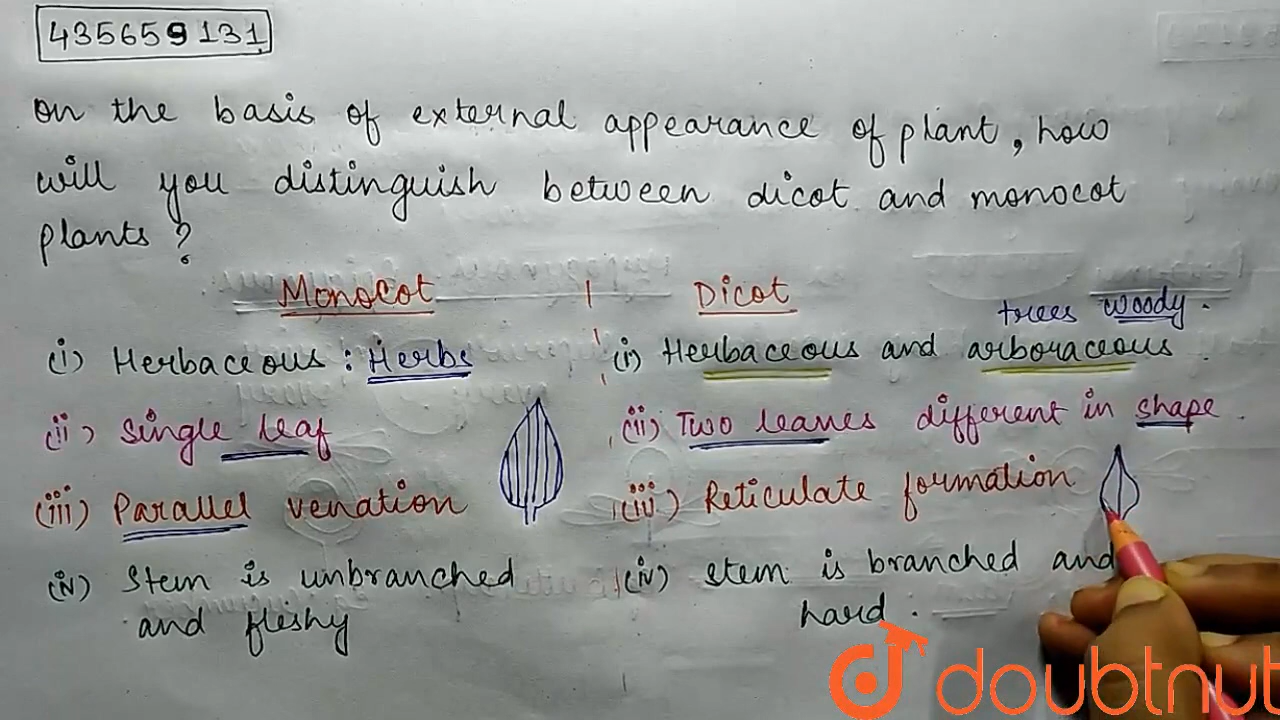 435659131
on the basis of external appearance of plant, how
will you distinguish between dicot and monocot
plants?
Monocot | Dicot
trees woody.
(i) Herbaceous: Herbs
(i) Herbaceous and arboraceous.
(ii) Single leaf
(ii) Two leaves different in shape.
(iii) Parallel venation
(iii) Reticulate formation
(iv) Stem is unbranched
and fleshy
(iv) stem is branched and
hard.
doubtnut